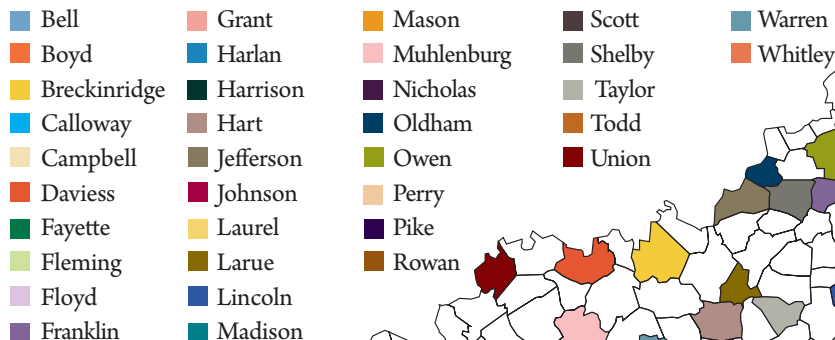 Bell
Boyd
Breckinridge
Calloway
Campbell
Daviess
Fayette
Fleming
Floyd
Franklin
Grant
Harlan
Harrison
Hart
Jefferson
Johnson
Laurel
Larue
Lincoln
Madison
Mason
Muhlenburg
Nicholas
Oldham
Owen
Perry
Pike
Rowan
Scott
Shelby
Taylor
Todd
Union
Warren
Whitley